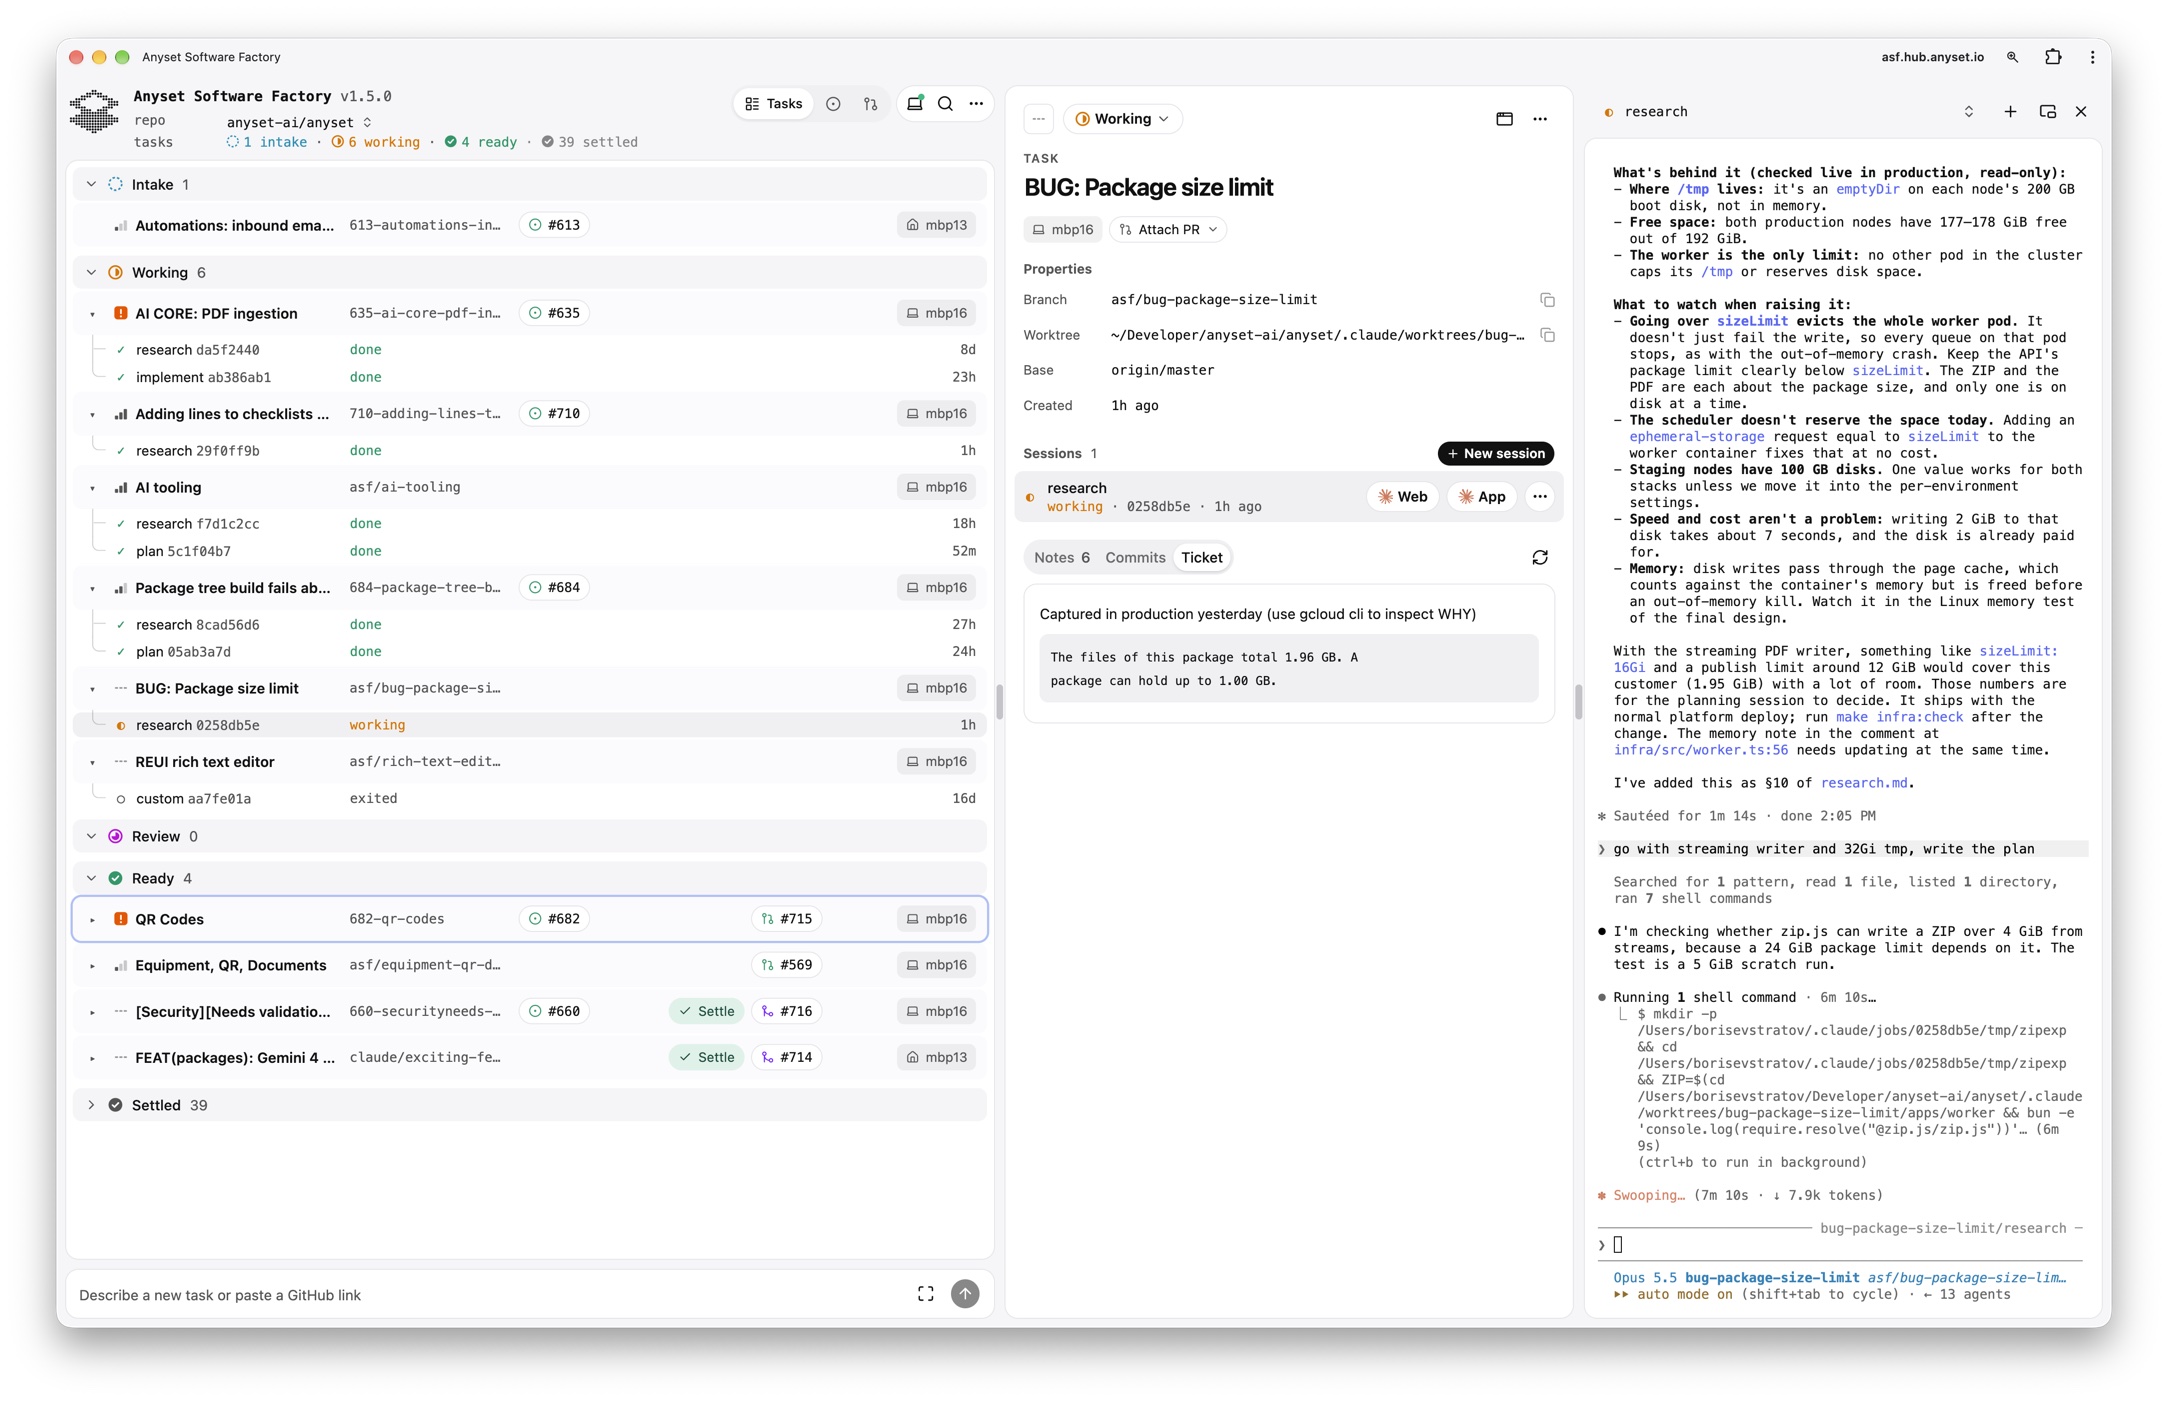 Anyset Software Factory
asf.hub.anyset.io
Anyset Software Factory v1.5.0
repo anyset-ai/anyset
tasks 1 intake · 6 working · 4 ready · 39 settled
Tasks
Intake 1
Automations: inbound ema... 613-automations-in… #613 mbp13
Working 6
AI CORE: PDF ingestion 635-ai-core-pdf-in… #635 mbp16
research da5f2440 done 8d
implement ab386ab1 done 23h
Adding lines to checklists ... 710-adding-lines-t… #710 mbp16
research 29f0ff9b done 1h
AI tooling asf/ai-tooling mbp16
research f7d1c2cc done 18h
plan 5c1f04b7 done 52m
Package tree build fails ab... 684-package-tree-b… #684 mbp16
research 8cad56d6 done 27h
plan 05ab3a7d done 24h
BUG: Package size limit asf/bug-package-si… mbp16
research 0258db5e working 1h
REUI rich text editor asf/rich-text-edit… mbp16
custom aa7fe01a exited 16d
Review 0
Ready 4
QR Codes 682-qr-codes #682 #715 mbp16
Equipment, QR, Documents asf/equipment-qr-d… #569 mbp16
[Security][Needs validatio... 660-securityneeds-… #660 Settle #716 mbp16
FEAT(packages): Gemini 4 ... claude/exciting-fe… Settle #714 mbp13
Settled 39
Describe a new task or paste a GitHub link
Working
TASK
BUG: Package size limit
mbp16 Attach PR
Properties
Branch asf/bug-package-size-limit
Worktree ~/Developer/anyset-ai/anyset/.claude/worktrees/bug-…
Base origin/master
Created 1h ago
Sessions 1 + New session
research
working · 0258db5e · 1h ago
Web App
Notes 6 Commits Ticket
Captured in production yesterday (use gcloud cli to inspect WHY)
The files of this package total 1.96 GB. A
package can hold up to 1.00 GB.
research
What's behind it (checked live in production, read-only):
- Where /tmp lives: it's an emptyDir on each node's 200 GB
boot disk, not in memory.
- Free space: both production nodes have 177–178 GiB free
out of 192 GiB.
- The worker is the only limit: no other pod in the cluster
caps its /tmp or reserves disk space.
What to watch when raising it:
- Going over sizeLimit evicts the whole worker pod. It
doesn't just fail the write, so every queue on that pod
stops, as with the out-of-memory crash. Keep the API's
package limit clearly below sizeLimit. The ZIP and the
PDF are each about the package size, and only one is on
disk at a time.
- The scheduler doesn't reserve the space today. Adding an
ephemeral-storage request equal to sizeLimit to the
worker container fixes that at no cost.
- Staging nodes have 100 GB disks. One value works for both
stacks unless we move it into the per-environment
settings.
- Speed and cost aren't a problem: writing 2 GiB to that
disk takes about 7 seconds, and the disk is already paid
for.
- Memory: disk writes pass through the page cache, which
counts against the container's memory but is freed before
an out-of-memory kill. Watch it in the Linux memory test
of the final design.
With the streaming PDF writer, something like sizeLimit:
16Gi and a publish limit around 12 GiB would cover this
customer (1.95 GiB) with a lot of room. Those numbers are
for the planning session to decide. It ships with the
normal platform deploy; run make infra:check after the
change. The memory note in the comment at
infra/src/worker.ts:56 needs updating at the same time.
I've added this as §10 of research.md.
✻ Sautéed for 1m 14s · done 2:05 PM
❯ go with streaming writer and 32Gi tmp, write the plan
Searched for 1 pattern, read 1 file, listed 1 directory,
ran 7 shell commands
● I'm checking whether zip.js can write a ZIP over 4 GiB from
streams, because a 24 GiB package limit depends on it. The
test is a 5 GiB scratch run.
● Running 1 shell command · 6m 10s…
$ mkdir -p
/Users/borisevstratov/.claude/jobs/0258db5e/tmp/zipexp
&& cd
/Users/borisevstratov/.claude/jobs/0258db5e/tmp/zipexp
&& ZIP=$(cd
/Users/borisevstratov/Developer/anyset-ai/anyset/.claude
/worktrees/bug-package-size-limit/apps/worker && bun -e
'console.log(require.resolve("@zip.js/zip.js"))'… (6m
9s)
(ctrl+b to run in background)
✽ Swooping… (7m 10s · ↓ 7.9k tokens)
bug-package-size-limit/research
❯
Opus 5.5 bug-package-size-limit asf/bug-package-size-lim…
⏵⏵ auto mode on (shift+tab to cycle) · ← 13 agents